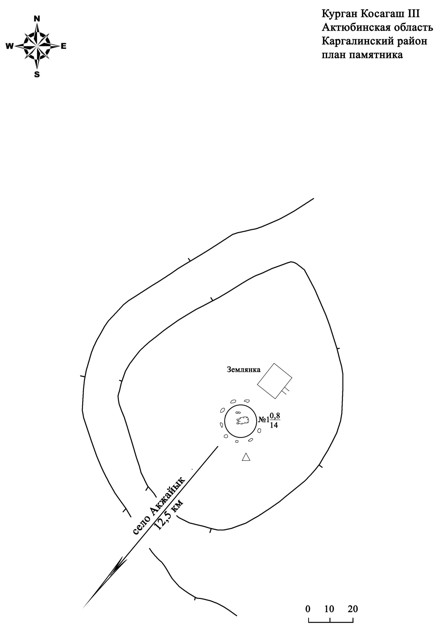 Курган Косагаш III
Актюбинская область
Каргалинский район
план памятника
N
W E
S
Землянка
№1 0,8
14
село Акжайык
12,5 км
0 10 20